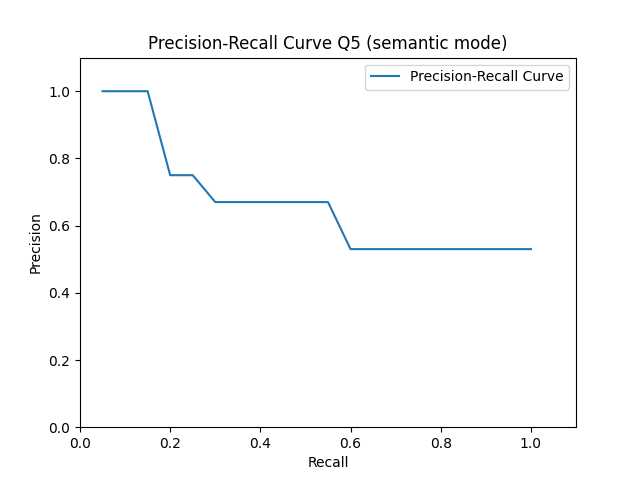 Precision-Recall Curve Q5 (semantic mode)
Precision-Recall Curve
1.0
0.8
0.6
0.4
0.2
0.0
Precision
0.0 0.2 0.4 0.6 0.8 1.0
Recall